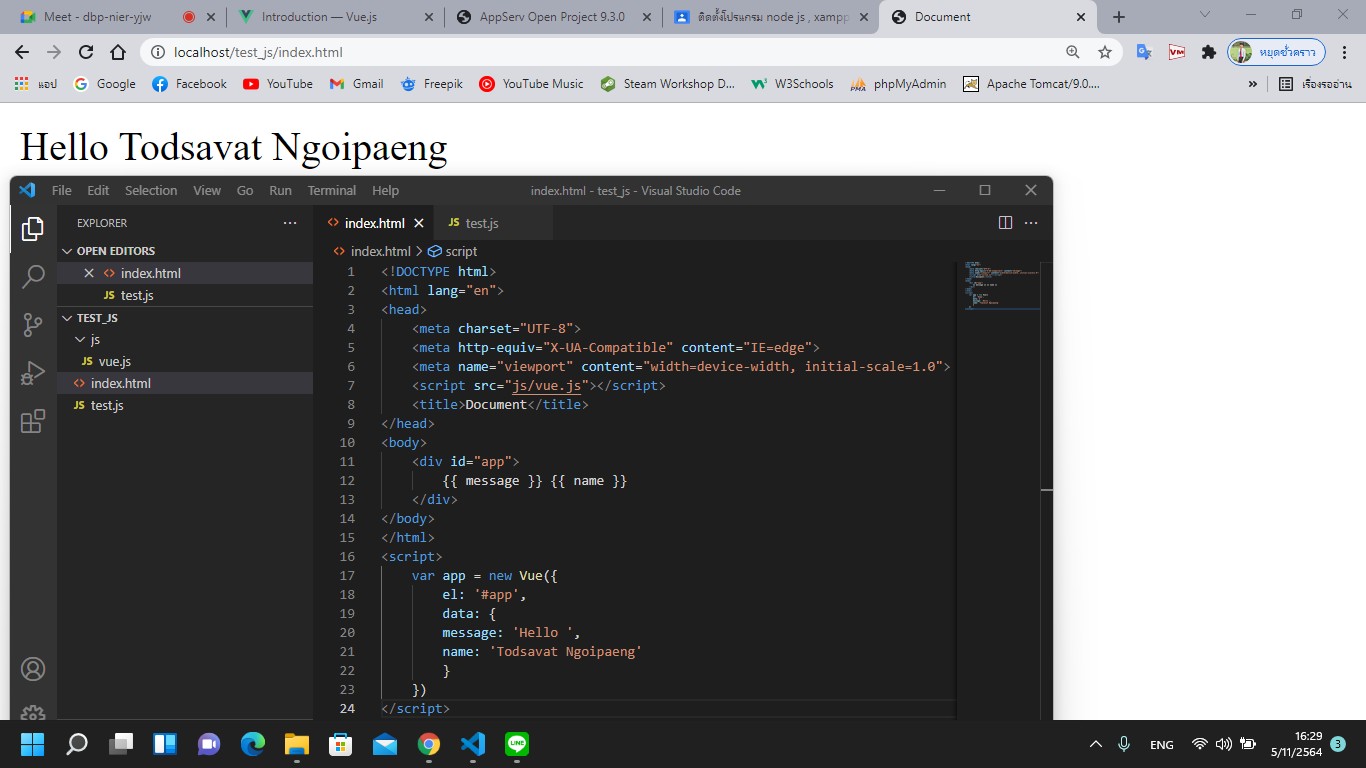 Meet - dbp-nier-yjw
Introduction — Vue.js
AppServ Open Project 9.3.0
ติดตั้งโปรแกรม node js , xampp
Document
localhost/test_js/index.html
หยุดชั่วคราว
แอป Google Facebook YouTube Gmail Freepik YouTube Music Steam Workshop D... W3Schools phpMyAdmin Apache Tomcat/9.0.... » เรื่องรออ่าน
Hello Todsavat Ngoipaeng
File Edit Selection View Go Run Terminal Help index.html - test_js - Visual Studio Code
EXPLORER
OPEN EDITORS
index.html
JS test.js
TEST_JS
js
JS vue.js
index.html
JS test.js
index.html JS test.js
index.html > script
1 <!DOCTYPE html>
2 <html lang="en">
3 <head>
4 <meta charset="UTF-8">
5 <meta http-equiv="X-UA-Compatible" content="IE=edge">
6 <meta name="viewport" content="width=device-width, initial-scale=1.0">
7 <script src="js/vue.js"></script>
8 <title>Document</title>
9 </head>
10 <body>
11 <div id="app">
12 {{ message }} {{ name }}
13 </div>
14 </body>
15 </html>
16 <script>
17 var app = new Vue({
18 el: '#app',
19 data: {
20 message: 'Hello ',
21 name: 'Todsavat Ngoipaeng'
22 }
23 })
24 </script>
LINE
ENG
16:29
5/11/2564
3